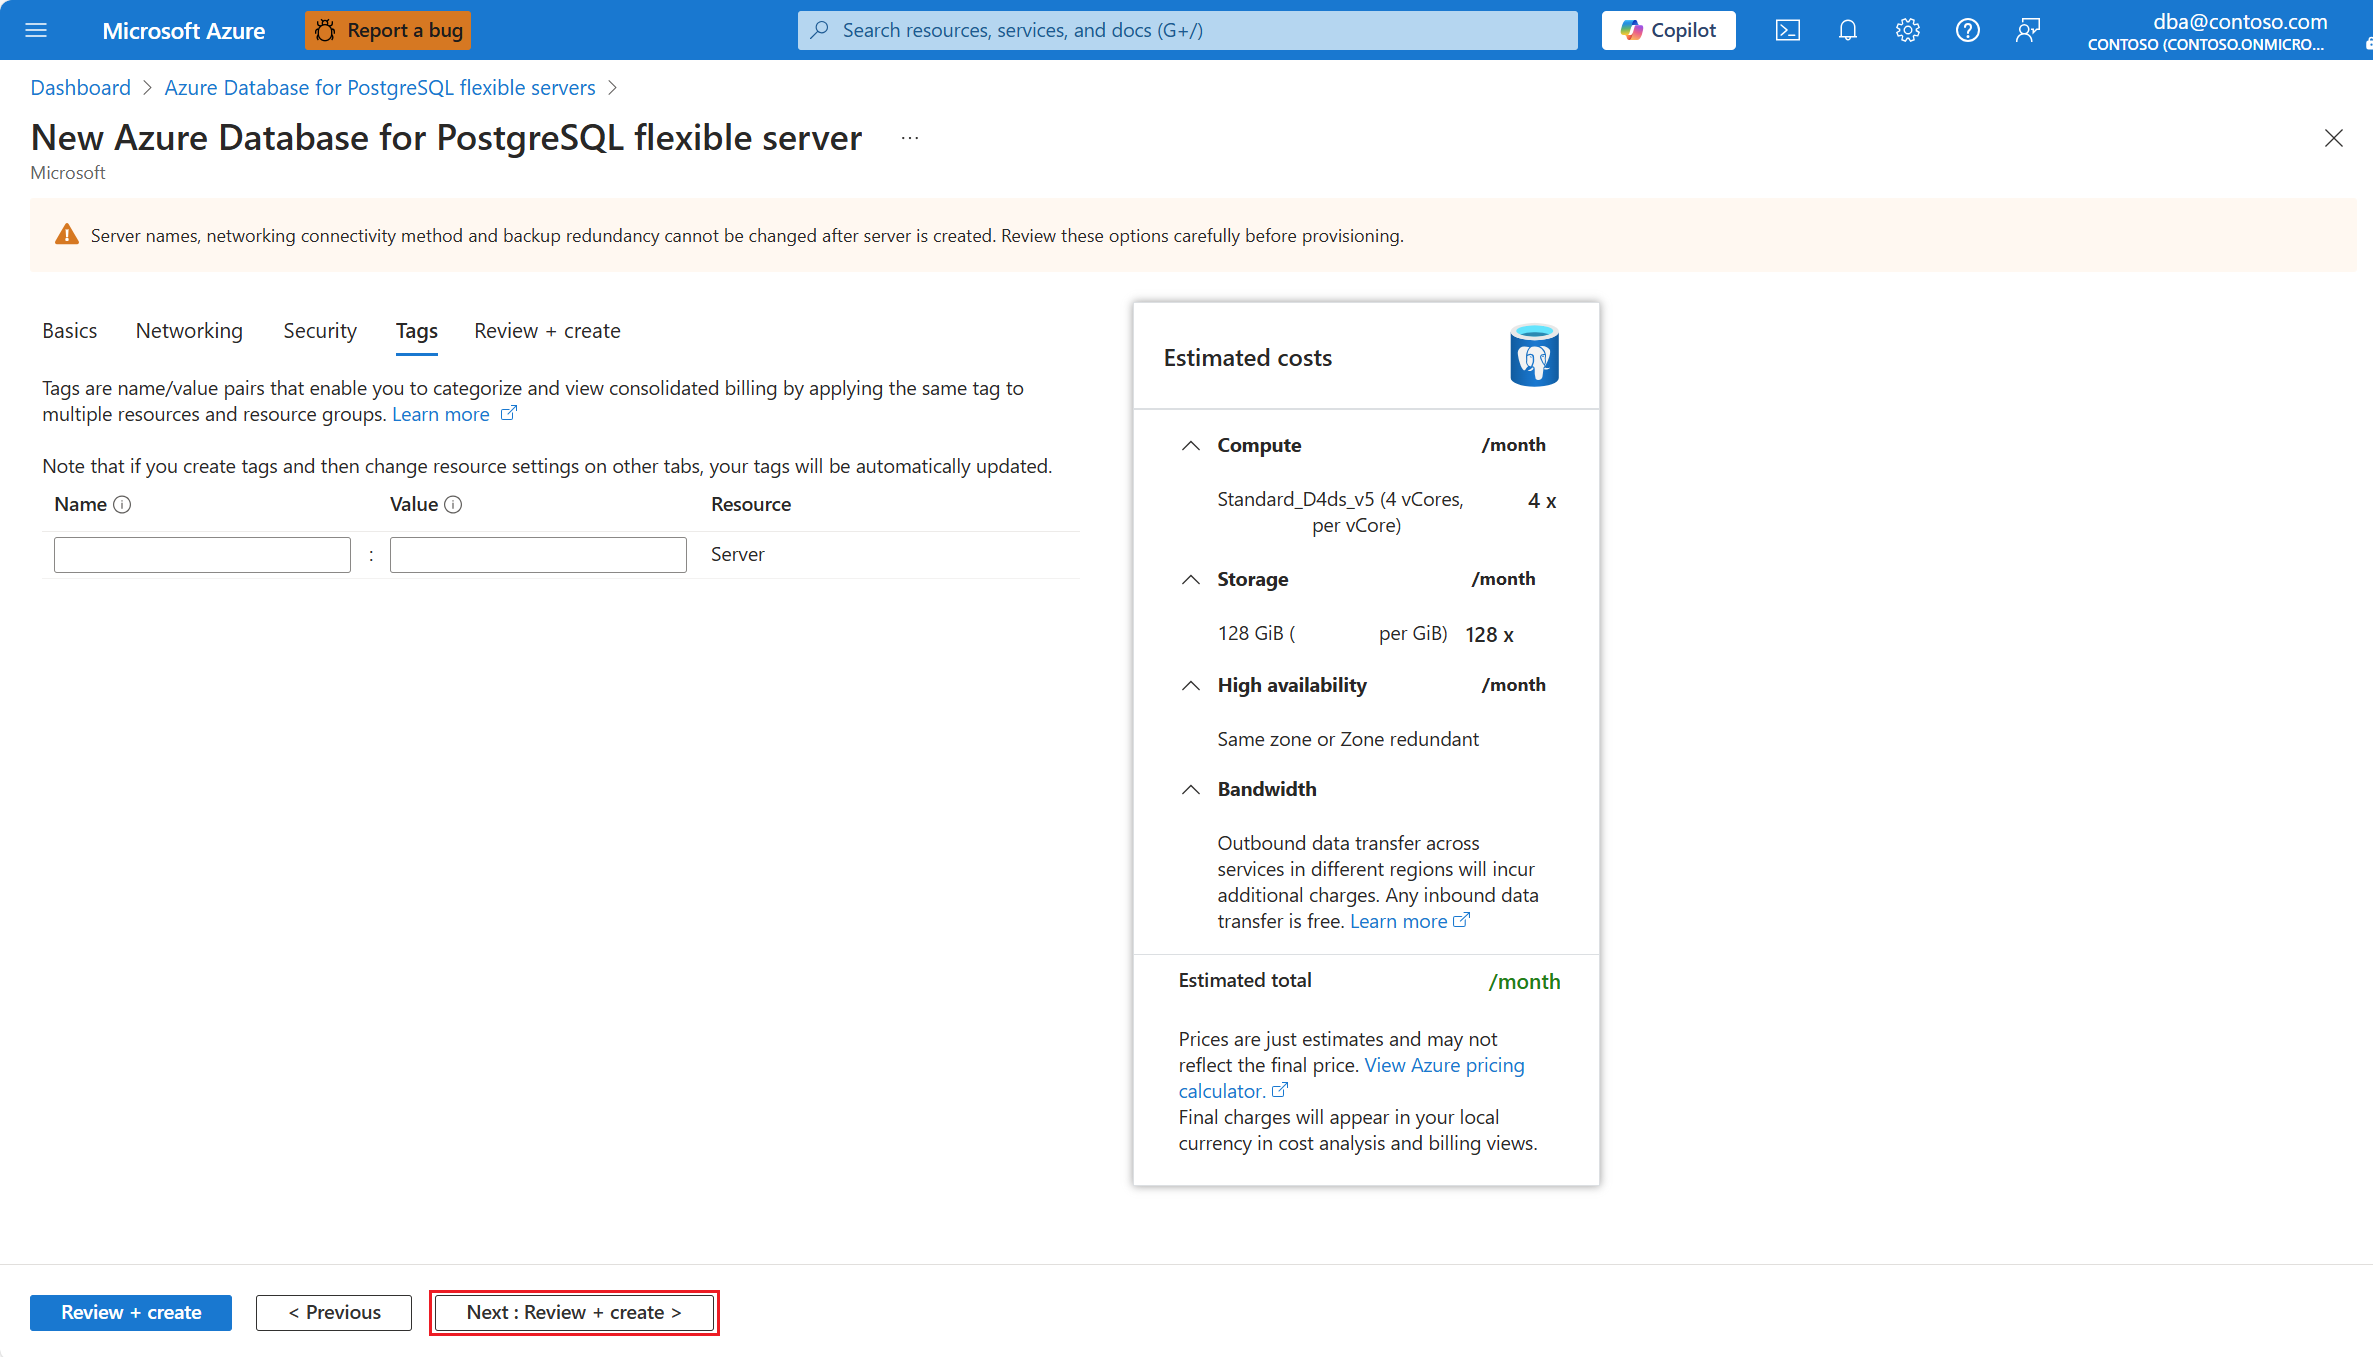 Microsoft Azure
Report a bug
Search resources, services, and docs (G+/)
Copilot
dba@contoso.com
CONTOSO (CONTOSO.ONMICRO...
Dashboard > Azure Database for PostgreSQL flexible servers >
New Azure Database for PostgreSQL flexible server ...
Microsoft
Server names, networking connectivity method and backup redundancy cannot be changed after server is created. Review these options carefully before provisioning.
Basics Networking Security Tags Review + create
Tags are name/value pairs that enable you to categorize and view consolidated billing by applying the same tag to
multiple resources and resource groups. Learn more
Note that if you create tags and then change resource settings on other tabs, your tags will be automatically updated.
Name Value Resource
: Server
Estimated costs
Compute /month
Standard_D4ds_v5 (4 vCores, 4 x
per vCore)
Storage /month
128 GiB ( per GiB) 128 x
High availability /month
Same zone or Zone redundant
Bandwidth
Outbound data transfer across
services in different regions will incur
additional charges. Any inbound data
transfer is free. Learn more
Estimated total /month
Prices are just estimates and may not
reflect the final price. View Azure pricing
calculator.
Final charges will appear in your local
currency in cost analysis and billing views.
Review + create
< Previous
Next : Review + create >